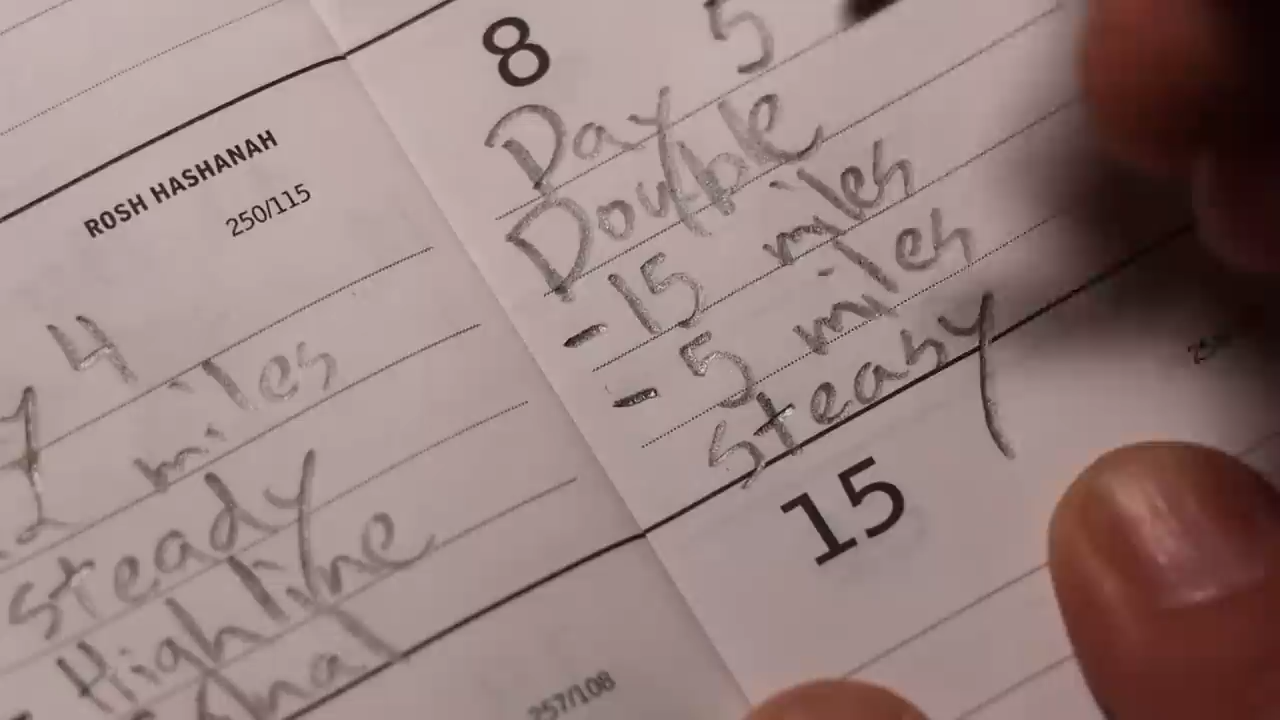 ROSH HASHANAH
250/115
4
miles
steady
Highline
257/108
8
Day 5
Double
- 15 miles
- 5 miles
steady
15